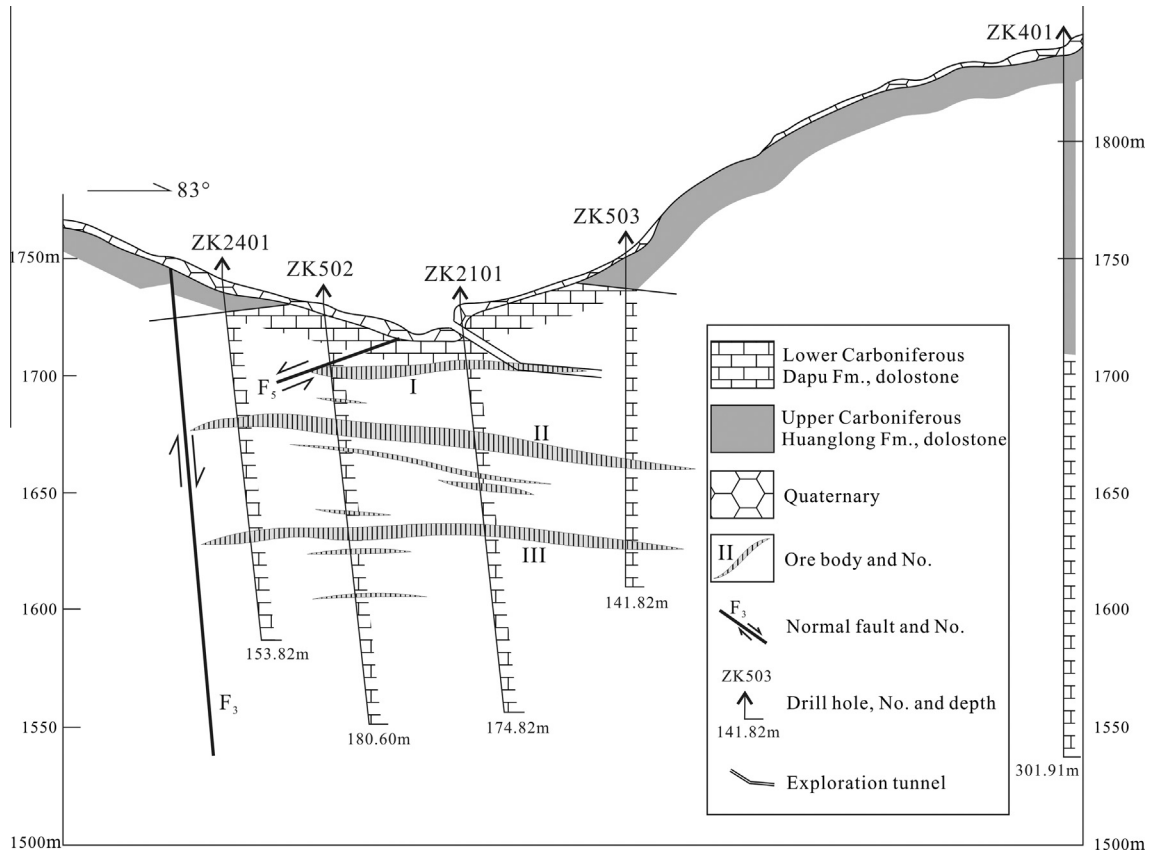 ZK401
1800m
83°
ZK503
ZK2401
1750m
ZK502
ZK2101
1750
1700
F5
I
1700
II
1650
1650
III
1600
141.82m
1600
153.82m
F3
1550
180.60m
174.82m
1550
301.91m
1500m
1500m
Lower Carboniferous
Dapu Fm., dolostone
Upper Carboniferous
Huanglong Fm., dolostone
Quaternary
II
Ore body and No.
F3
Normal fault and No.
ZK503
Drill hole, No. and depth
141.82m
Exploration tunnel